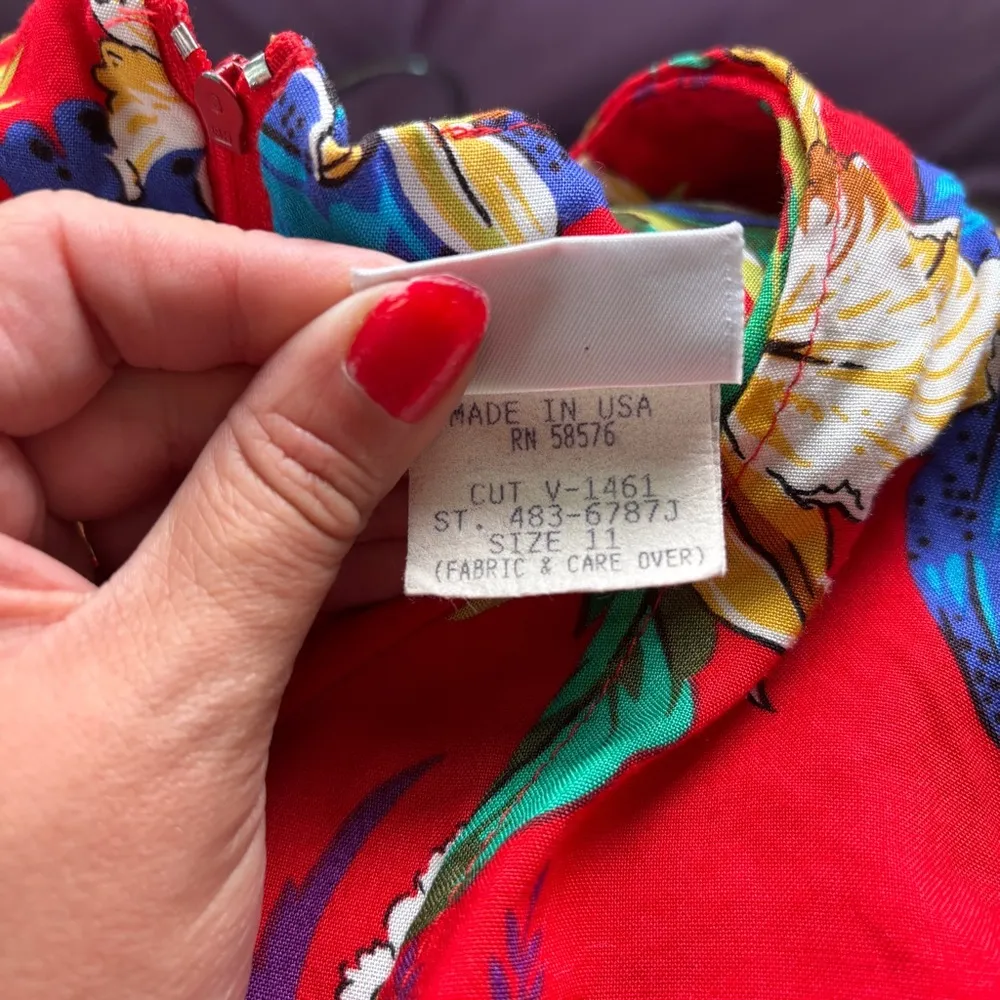 MADE IN USA
RN 58576
CUT V-1461
ST. 483-6787J
SIZE 11
(FABRIC & CARE OVER)